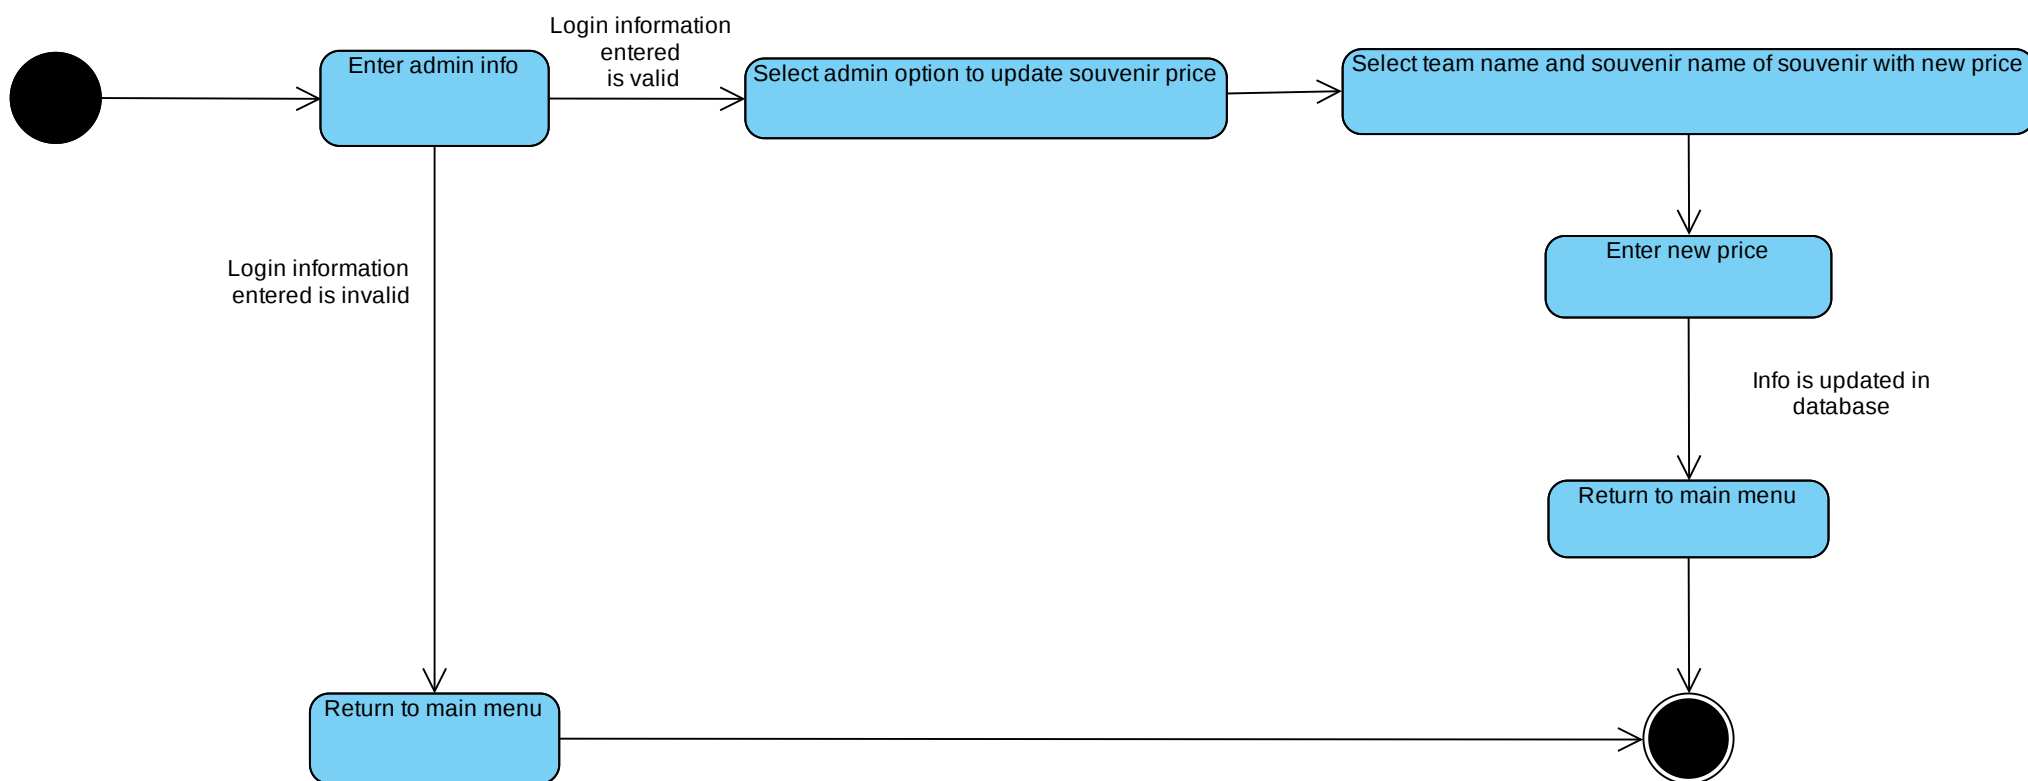 Login information
entered
is valid
Enter admin info
Select admin option to update souvenir price
Select team name and souvenir name of souvenir with new price
Login information
entered is invalid
Enter new price
Info is updated in
database
Return to main menu
Return to main menu